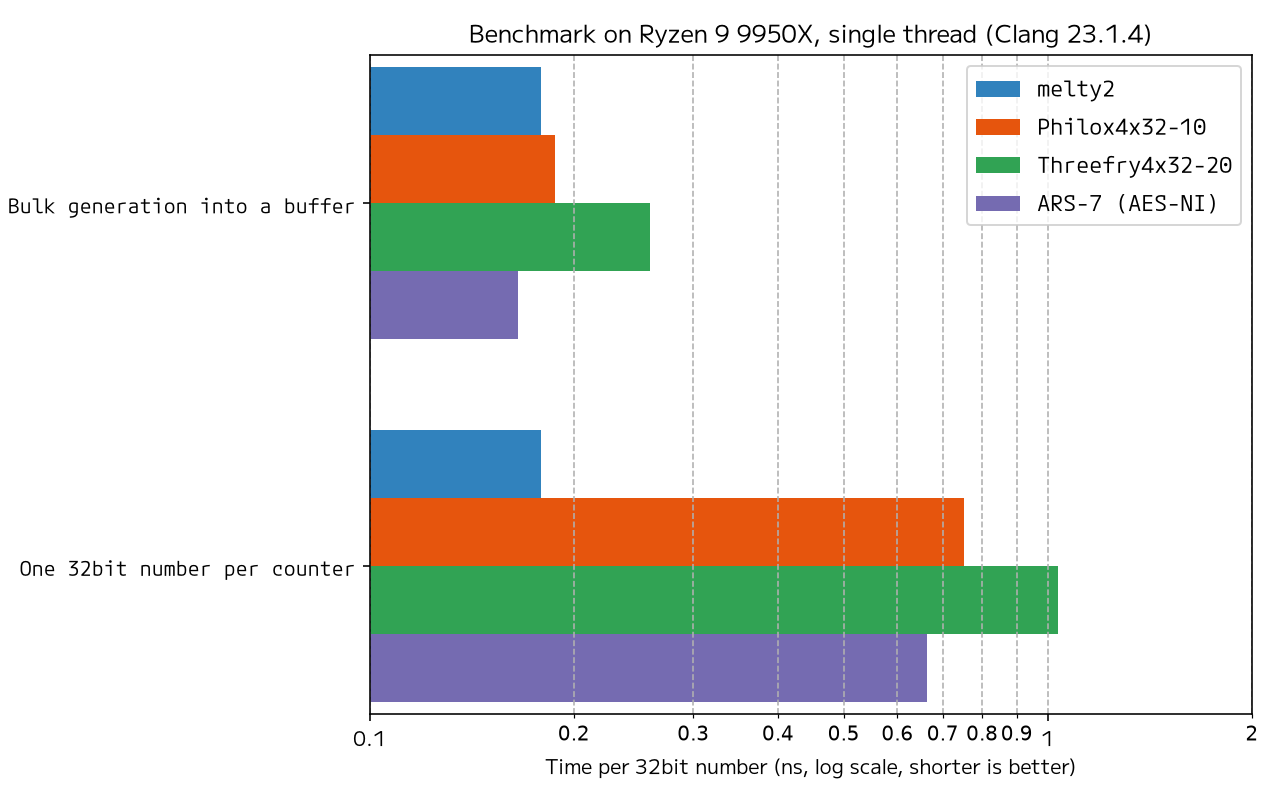 Benchmark on Ryzen 9 9950X, single thread (Clang 23.1.4)
melty2
Philox4x32-10
Threefry4x32-20
ARS-7 (AES-NI)
Bulk generation into a buffer
One 32bit number per counter
0.1 0.2 0.3 0.4 0.5 0.6 0.7 0.8 0.9 1 2
Time per 32bit number (ns, log scale, shorter is better)